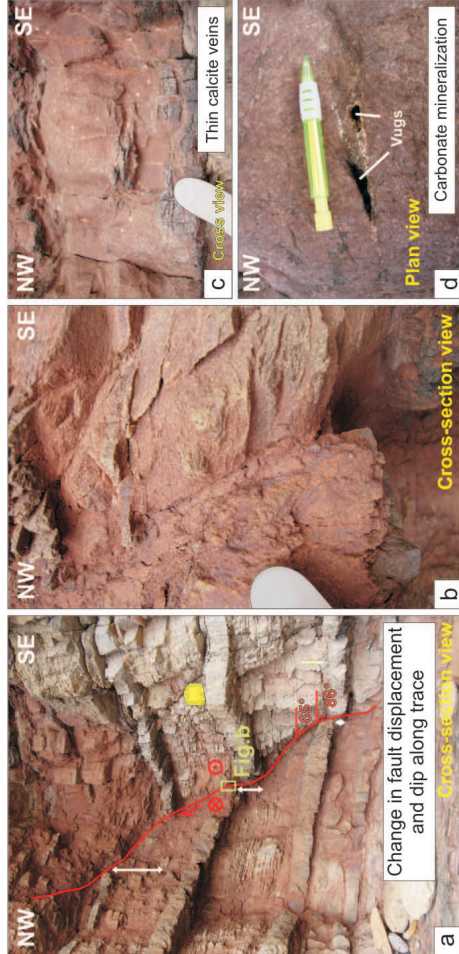 NW
SE
Fig.b
65°
86°
Change in fault displacement
and dip along trace
Cross-section view
a
NW
SE
Cross-section view
b
NW
SE
Cross view
Thin calcite veins
c
NW
SE
Vugs
Plan view
Carbonate mineralization
d